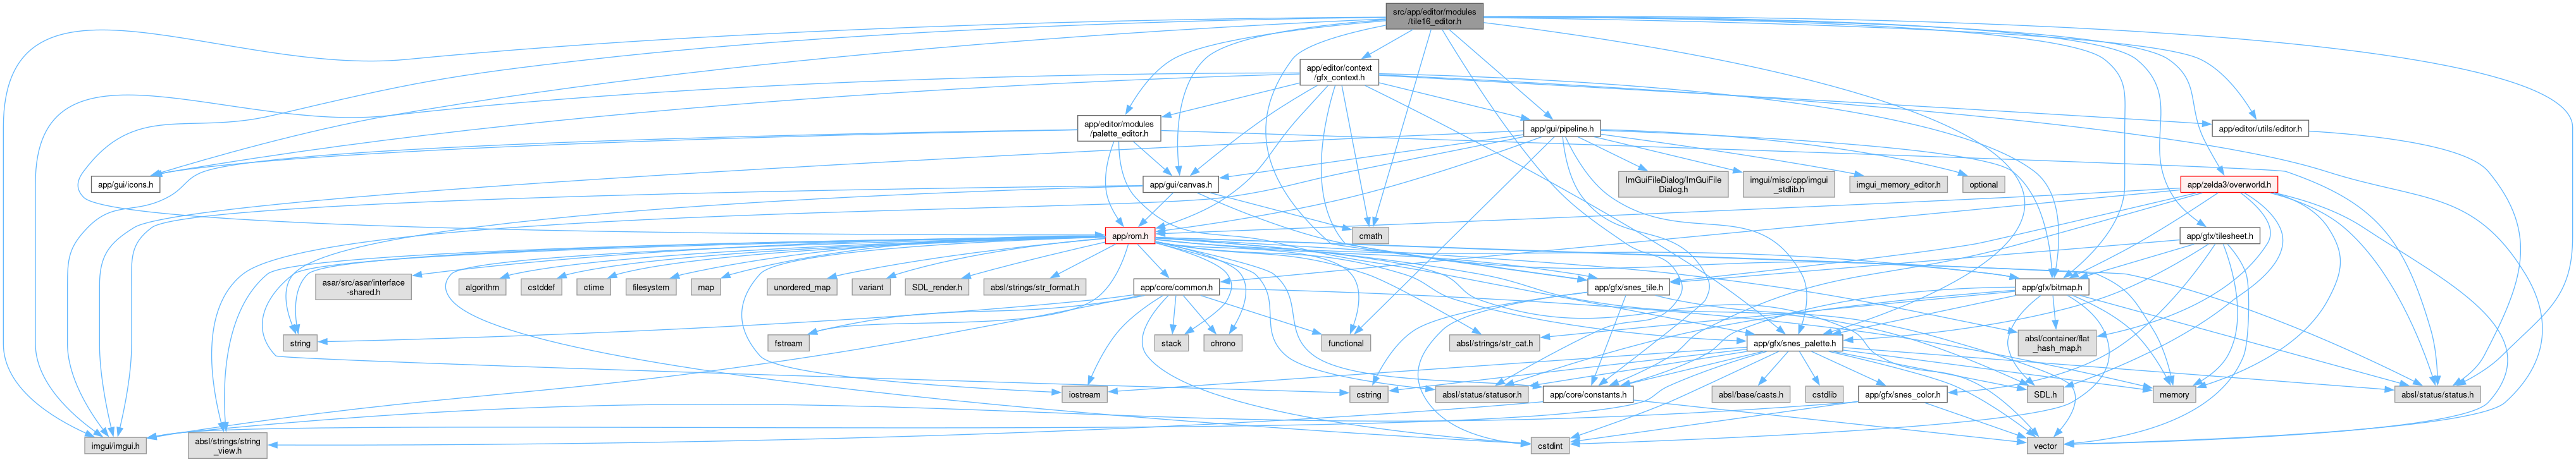 src/app/editor/modules
/tile16_editor.h
app/editor/context
/gfx_context.h
app/editor/modules
/palette_editor.h
app/gui/pipeline.h
app/editor/utils/editor.h
app/gui/icons.h
app/gui/canvas.h
ImGuiFileDialog/ImGuiFile
Dialog.h
imgui/misc/cpp/imgui
_stdlib.h
imgui_memory_editor.h
optional
app/zelda3/overworld.h
app/rom.h
cmath
app/gfx/tilesheet.h
asar/src/asar/interface
-shared.h
algorithm
cstddef
ctime
filesystem
map
unordered_map
variant
SDL_render.h
absl/strings/str_format.h
app/core/common.h
app/gfx/snes_tile.h
app/gfx/bitmap.h
string
fstream
stack
chrono
functional
absl/strings/str_cat.h
app/gfx/snes_palette.h
absl/container/flat
_hash_map.h
iostream
cstring
absl/status/statusor.h
app/core/constants.h
absl/base/casts.h
cstdlib
app/gfx/snes_color.h
SDL.h
memory
absl/status/status.h
imgui/imgui.h
absl/strings/string
_view.h
cstdint
vector